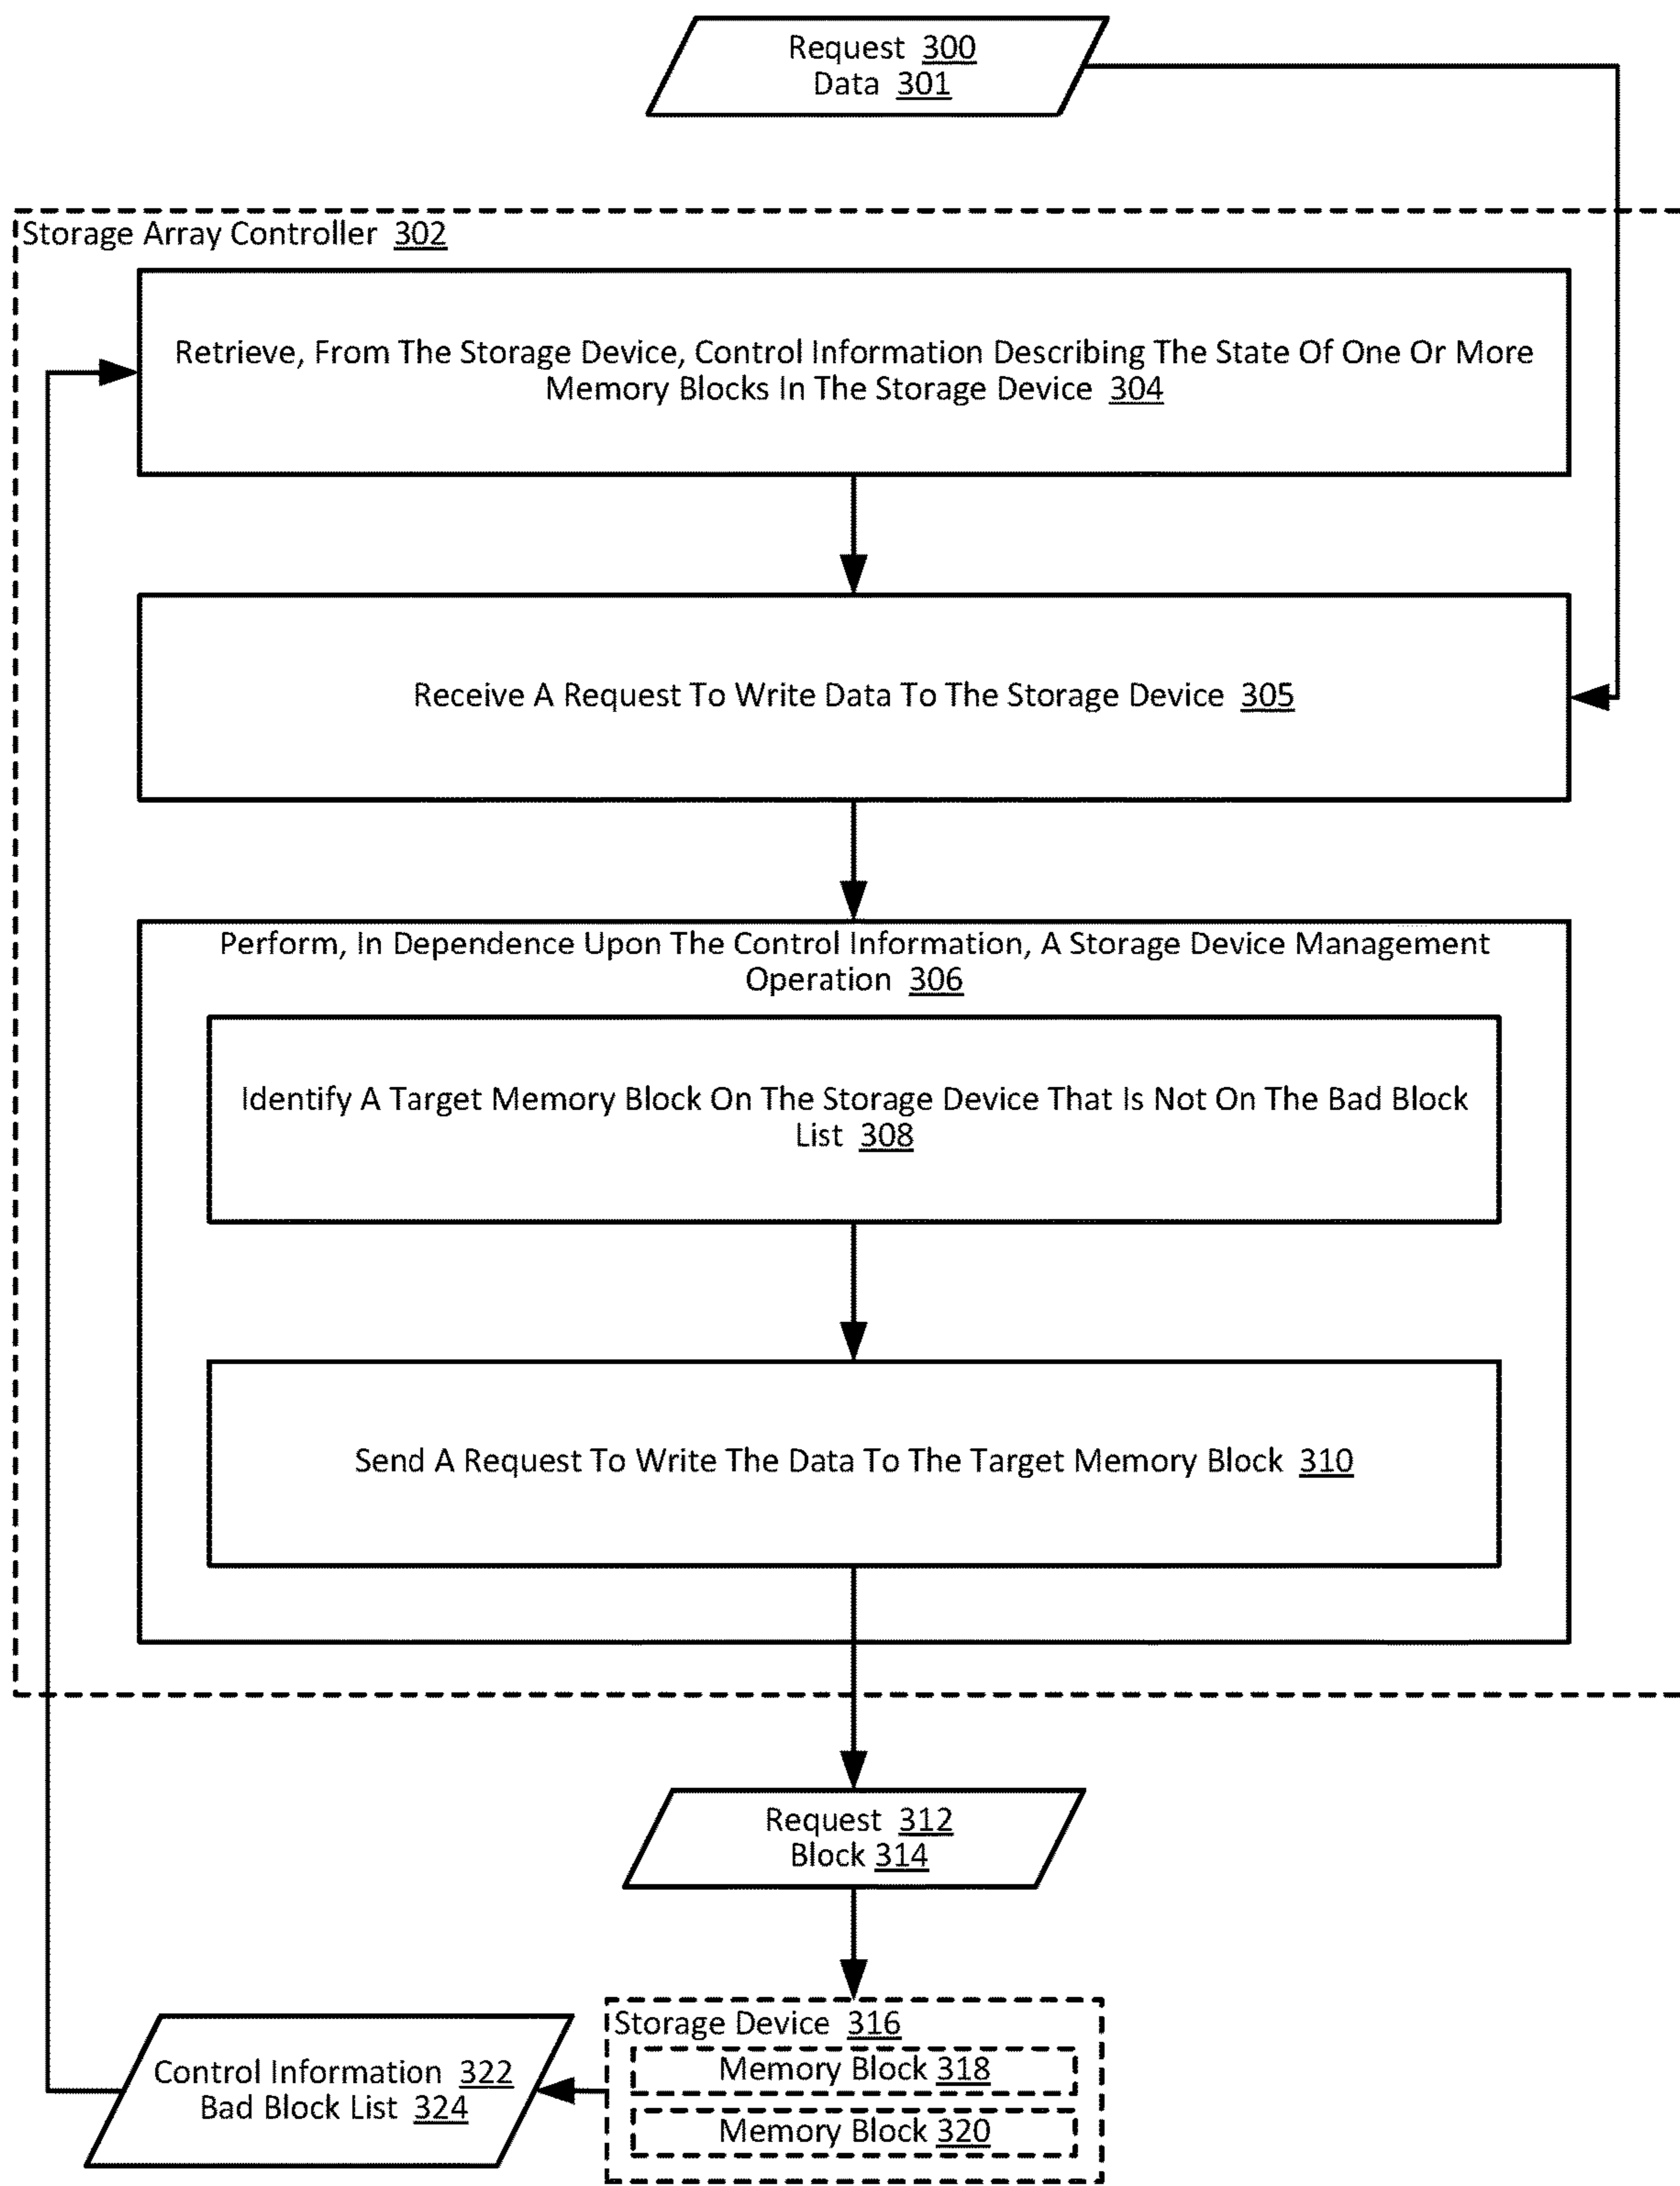 Request 300
Data 301
Storage Array Controller 302
Retrieve, From The Storage Device, Control Information Describing The State Of One Or More
Memory Blocks In The Storage Device 304
Receive A Request To Write Data To The Storage Device 305
Perform, In Dependence Upon The Control Information, A Storage Device Management
Operation 306
Identify A Target Memory Block On The Storage Device That Is Not On The Bad Block
List 308
Send A Request To Write The Data To The Target Memory Block 310
Request 312
Block 314
Storage Device 316
Memory Block 318
Memory Block 320
Control Information 322
Bad Block List 324